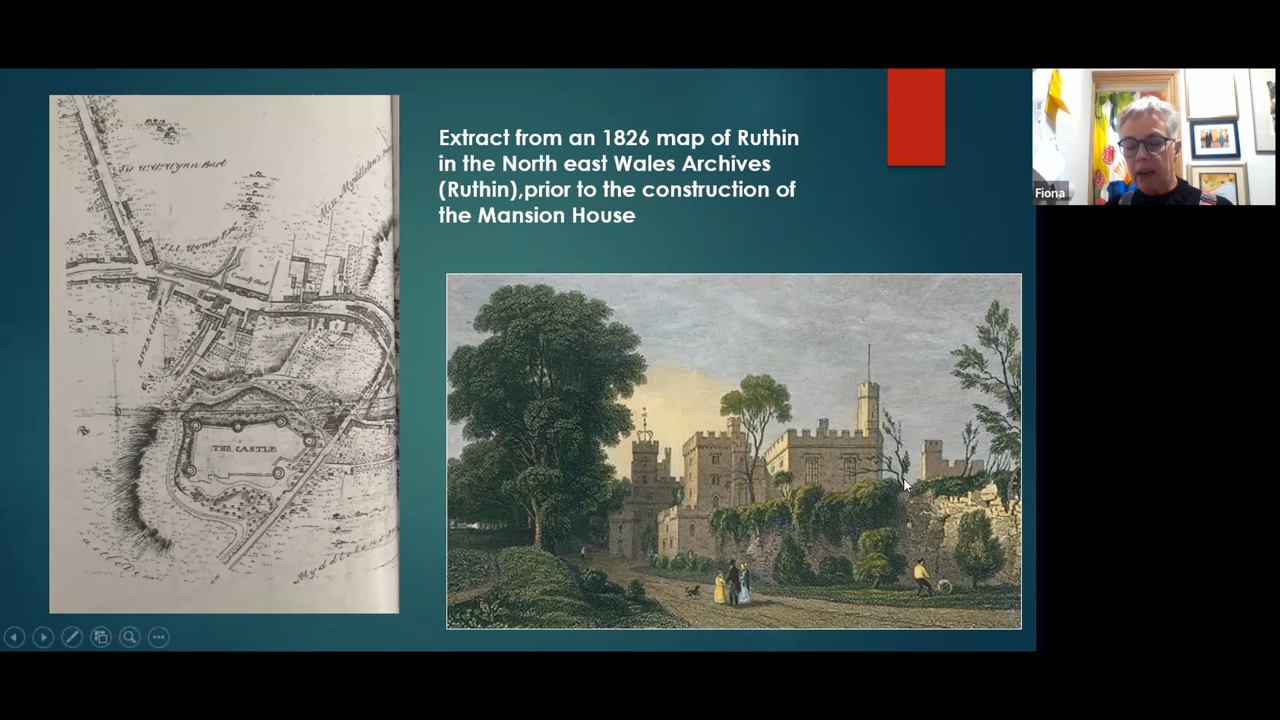 Extract from an 1826 map of Ruthin
in the North east Wales Archives
(Ruthin),prior to the construction of
the Mansion House
Fiona
THE CASTLE